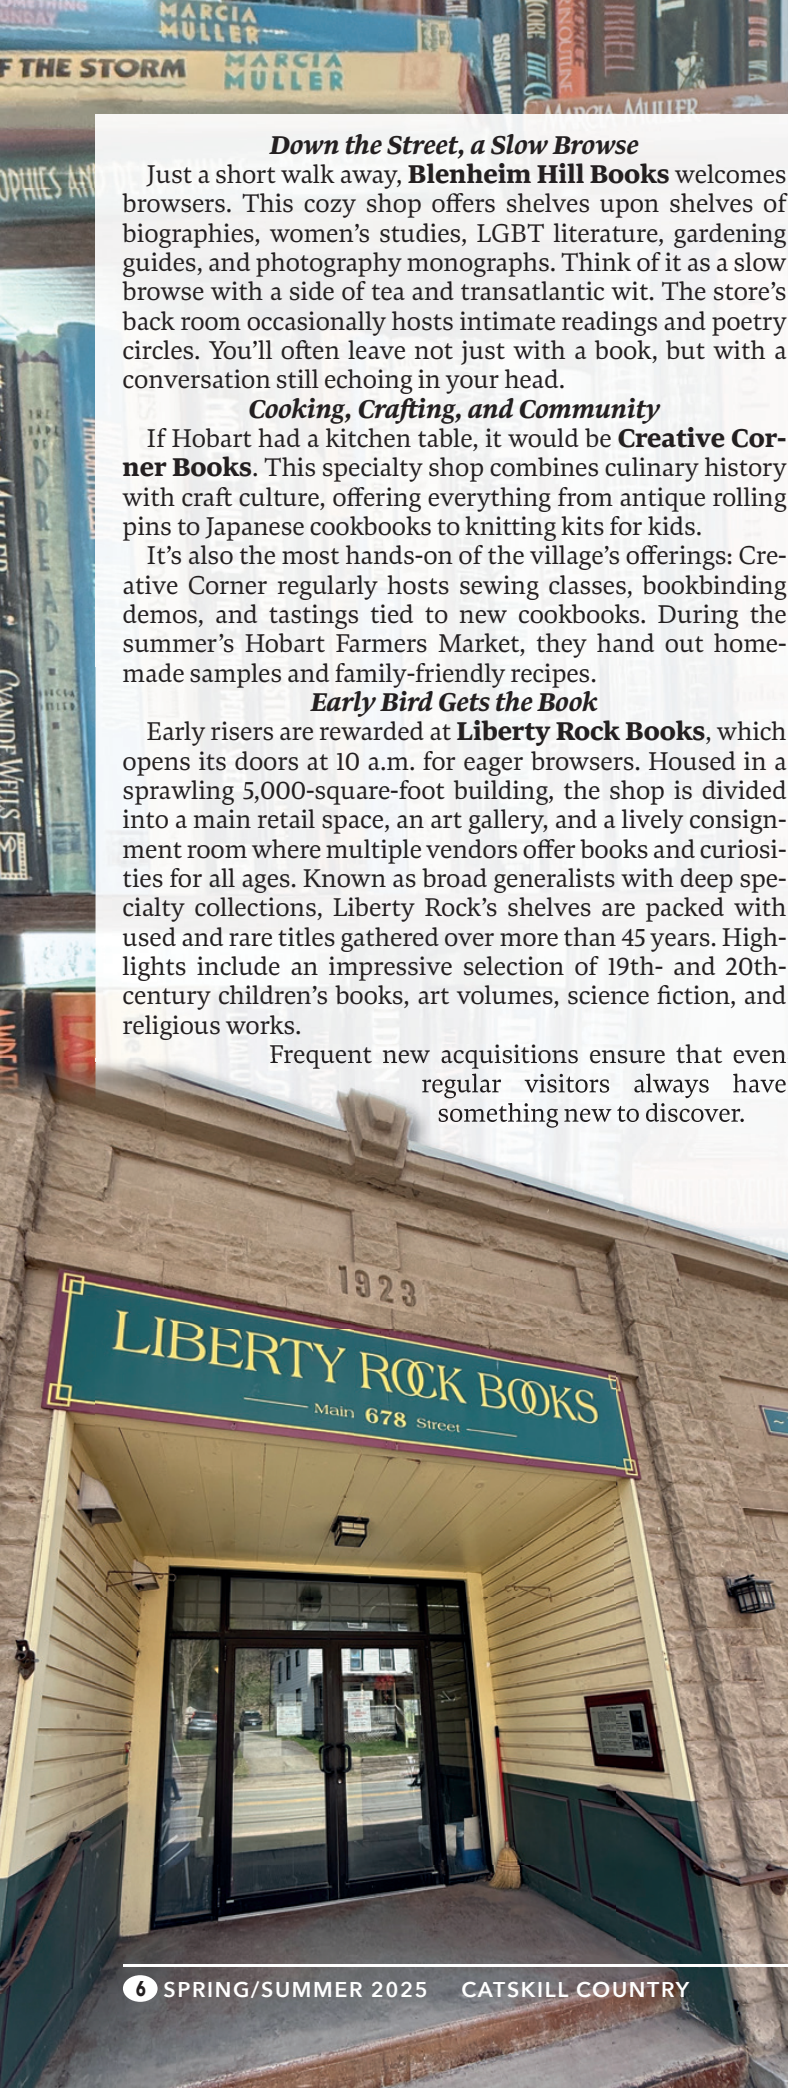 MARCIA
MULLER
F THE STORM
MARCIA
MULLER
MARCIA MULLER
OPHIES AND
Down the Street, a Slow Browse
Just a short walk away, Blenheim Hill Books welcomes
browsers. This cozy shop offers shelves upon shelves of
biographies, women's studies, LGBT literature, gardening
guides, and photography monographs. Think of it as a slow
browse with a side of tea and transatlantic wit. The store's
back room occasionally hosts intimate readings and poetry
circles. You'll often leave not just with a book, but with a
conversation still echoing in your head.
Cooking, Crafting, and Community
If Hobart had a kitchen table, it would be Creative Cor-
ner Books. This specialty shop combines culinary history
with craft culture, offering everything from antique rolling
pins to Japanese cookbooks to knitting kits for kids.
It's also the most hands-on of the village's offerings: Cre-
ative Corner regularly hosts sewing classes, bookbinding
demos, and tastings tied to new cookbooks. During the
summer's Hobart Farmers Market, they hand out home-
made samples and family-friendly recipes.
Early Bird Gets the Book
Early risers are rewarded at Liberty Rock Books, which
opens its doors at 10 a.m. for eager browsers. Housed in a
sprawling 5,000-square-foot building, the shop is divided
into a main retail space, an art gallery, and a lively consign-
ment room where multiple vendors offer books and curiosi-
ties for all ages. Known as broad generalists with deep spe-
cialty collections, Liberty Rock's shelves are packed with
used and rare titles gathered over more than 45 years. High-
lights include an impressive selection of 19th- and 20th-
century children's books, art volumes, science fiction, and
religious works.
Frequent new acquisitions ensure that even
regular visitors always have
something new to discover.
DREAD
CYANIDE WELLS
1923
LIBERTY ROCK BOOKS
Main 678 Street
6 SPRING/SUMMER 2025 CATSKILL COUNTRY